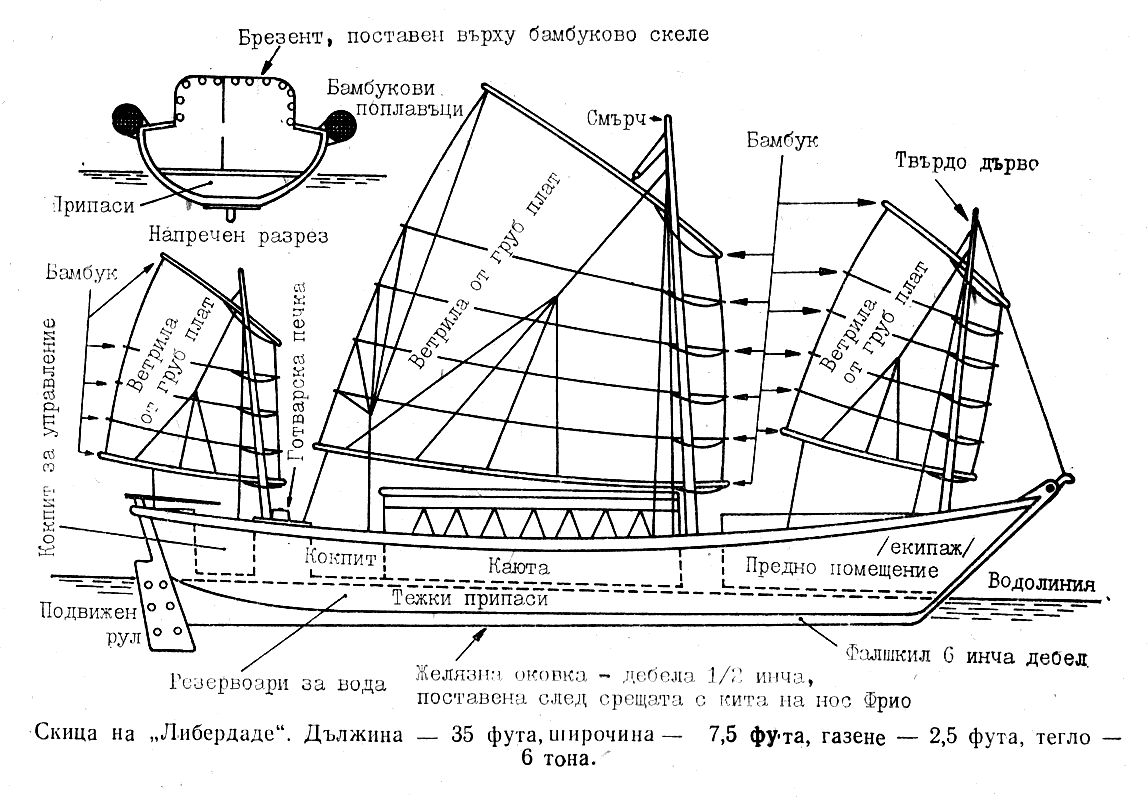 Брезент, поставен върху бамбуково скеле
Бамбукови
поплавъци
Смърч
Бамбук
Твърдо дърво
Припаси
Напречен разрез
Бамбук
Ветрила от груб плат
Ветрила
от груб плат
Ветрила
от груб плат
Готварска печка
Кокпит за управление
Кокпит
Каюта
/екипаж/
Предно помещение
Водолиния
Тежки припаси
Подвижен
рул
Фалшкил 6 инча дебел
Резервоари за вода
Желязна оковка – дебела 1/2 инча,
поставена след срещата с кита на нос Фрио
Скица на „Либердаде“. Дължина — 35 фута, широчина — 7,5 фута, газене — 2,5 фута, тегло —
6 тона.